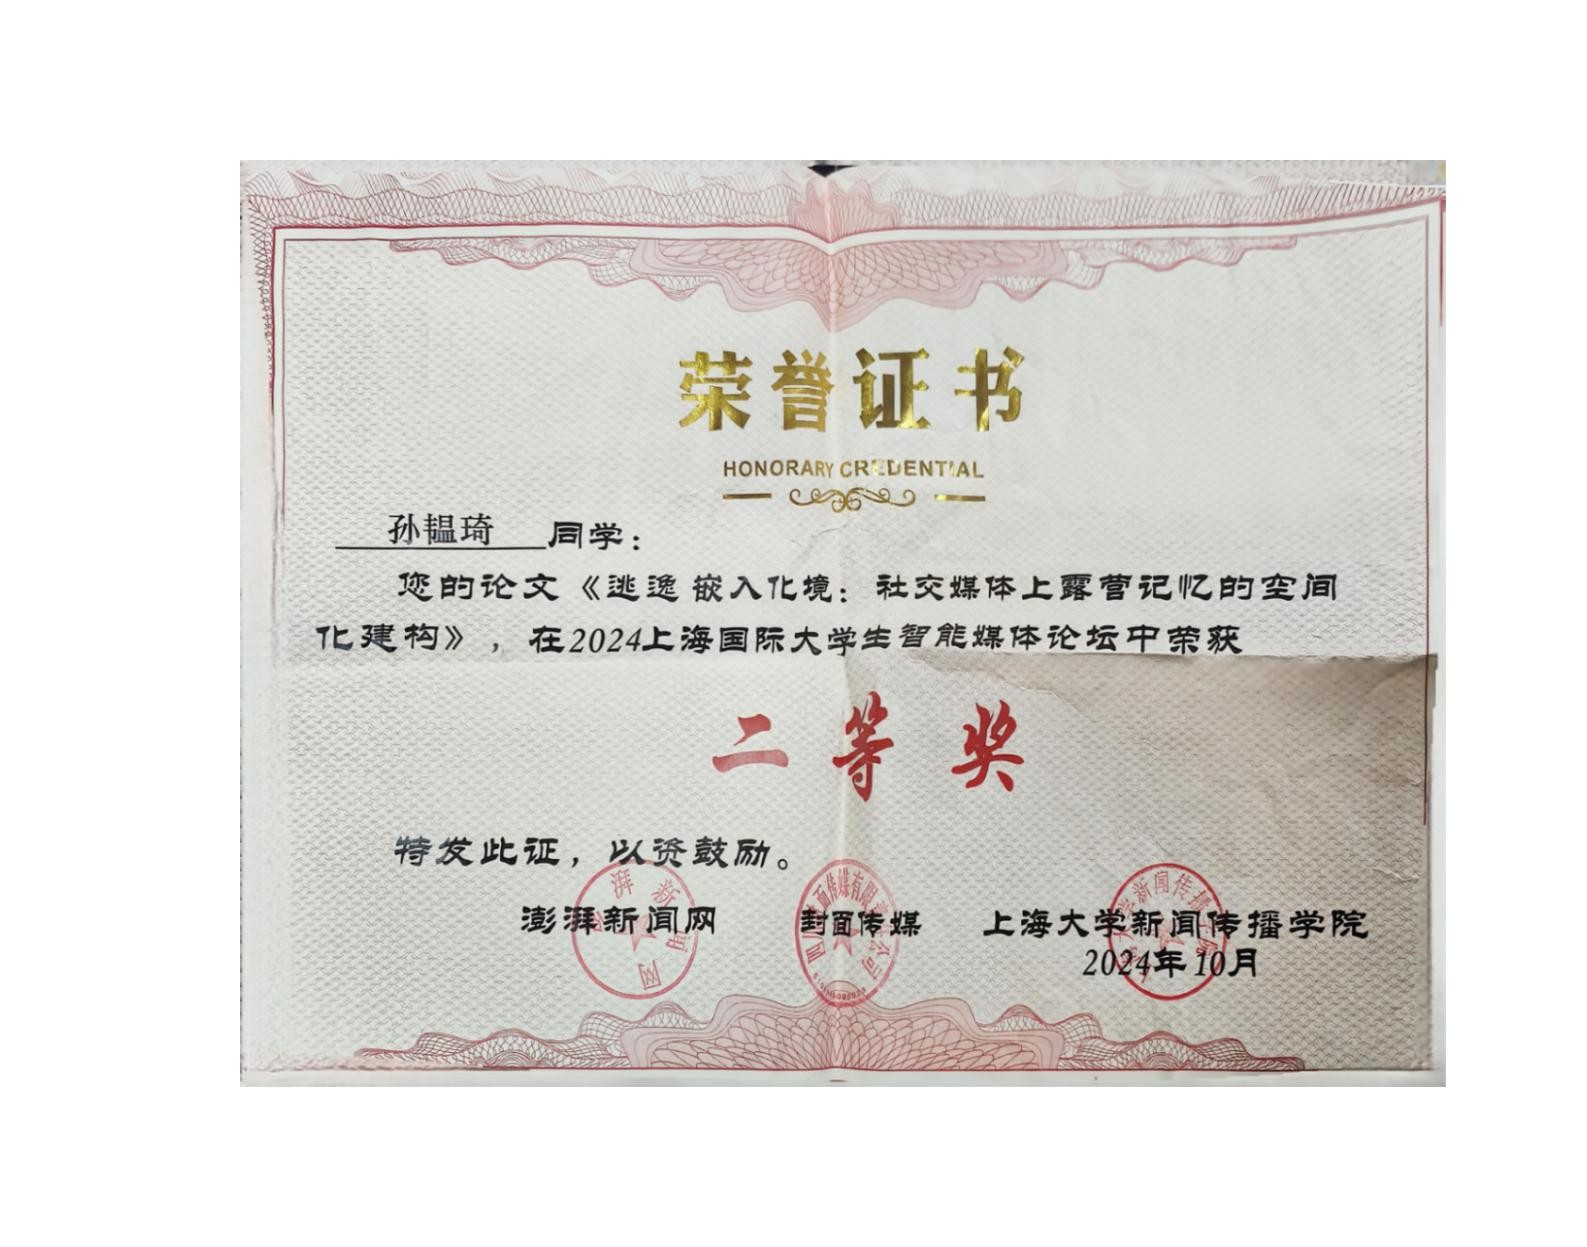 荣誉证书
HONORARY CREDENTIAL
孙韫琦 同学：
您的论文《逃逸 嵌入化境：社交媒体上露营记忆的空间
化建构》，在2024上海国际大学生智能媒体论坛中荣获
二等奖
特发此证，以资鼓励。
澎湃新闻网 封面传媒 上海大学新闻传播学院
2024年10月